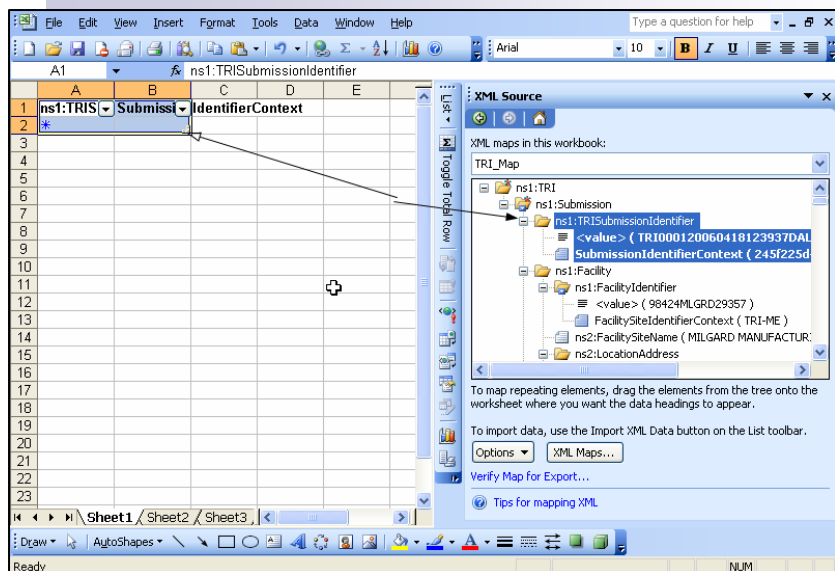 File Edit View Insert Format Tools Data Window Help Type a question for help
Arial 10 B I U
A1 fx ns1:TRISubmissionIdentifier
A B C D E
1 ns1:TRIS Submissi IdentifierContext
2 *
3
4
5
6
7
8
9
10
11
12
13
14
15
16
17
18
19
20
21
22
23
List
Σ Toggle Total Row
XML Source
XML maps in this workbook:
TRI_Map
ns1:TRI
ns1:Submission
ns1:TRISubmissionIdentifier
<value> ( TRI000120060418123937DAL
SubmissionIdentifierContext ( 245f225d-
ns1:Facility
ns1:FacilityIdentifier
<value> ( 98424MLGRD29357 )
FacilitySiteIdentifierContext ( TRI-ME )
ns2:FacilitySiteName ( MILGARD MANUFACTURI
ns2:LocationAddress
To map repeating elements, drag the elements from the tree onto the
worksheet where you want the data headings to appear.
To import data, use the Import XML Data button on the List toolbar.
Options XML Maps...
Verify Map for Export...
Tips for mapping XML
Sheet1 Sheet2 Sheet3
Draw AutoShapes
Ready NUM